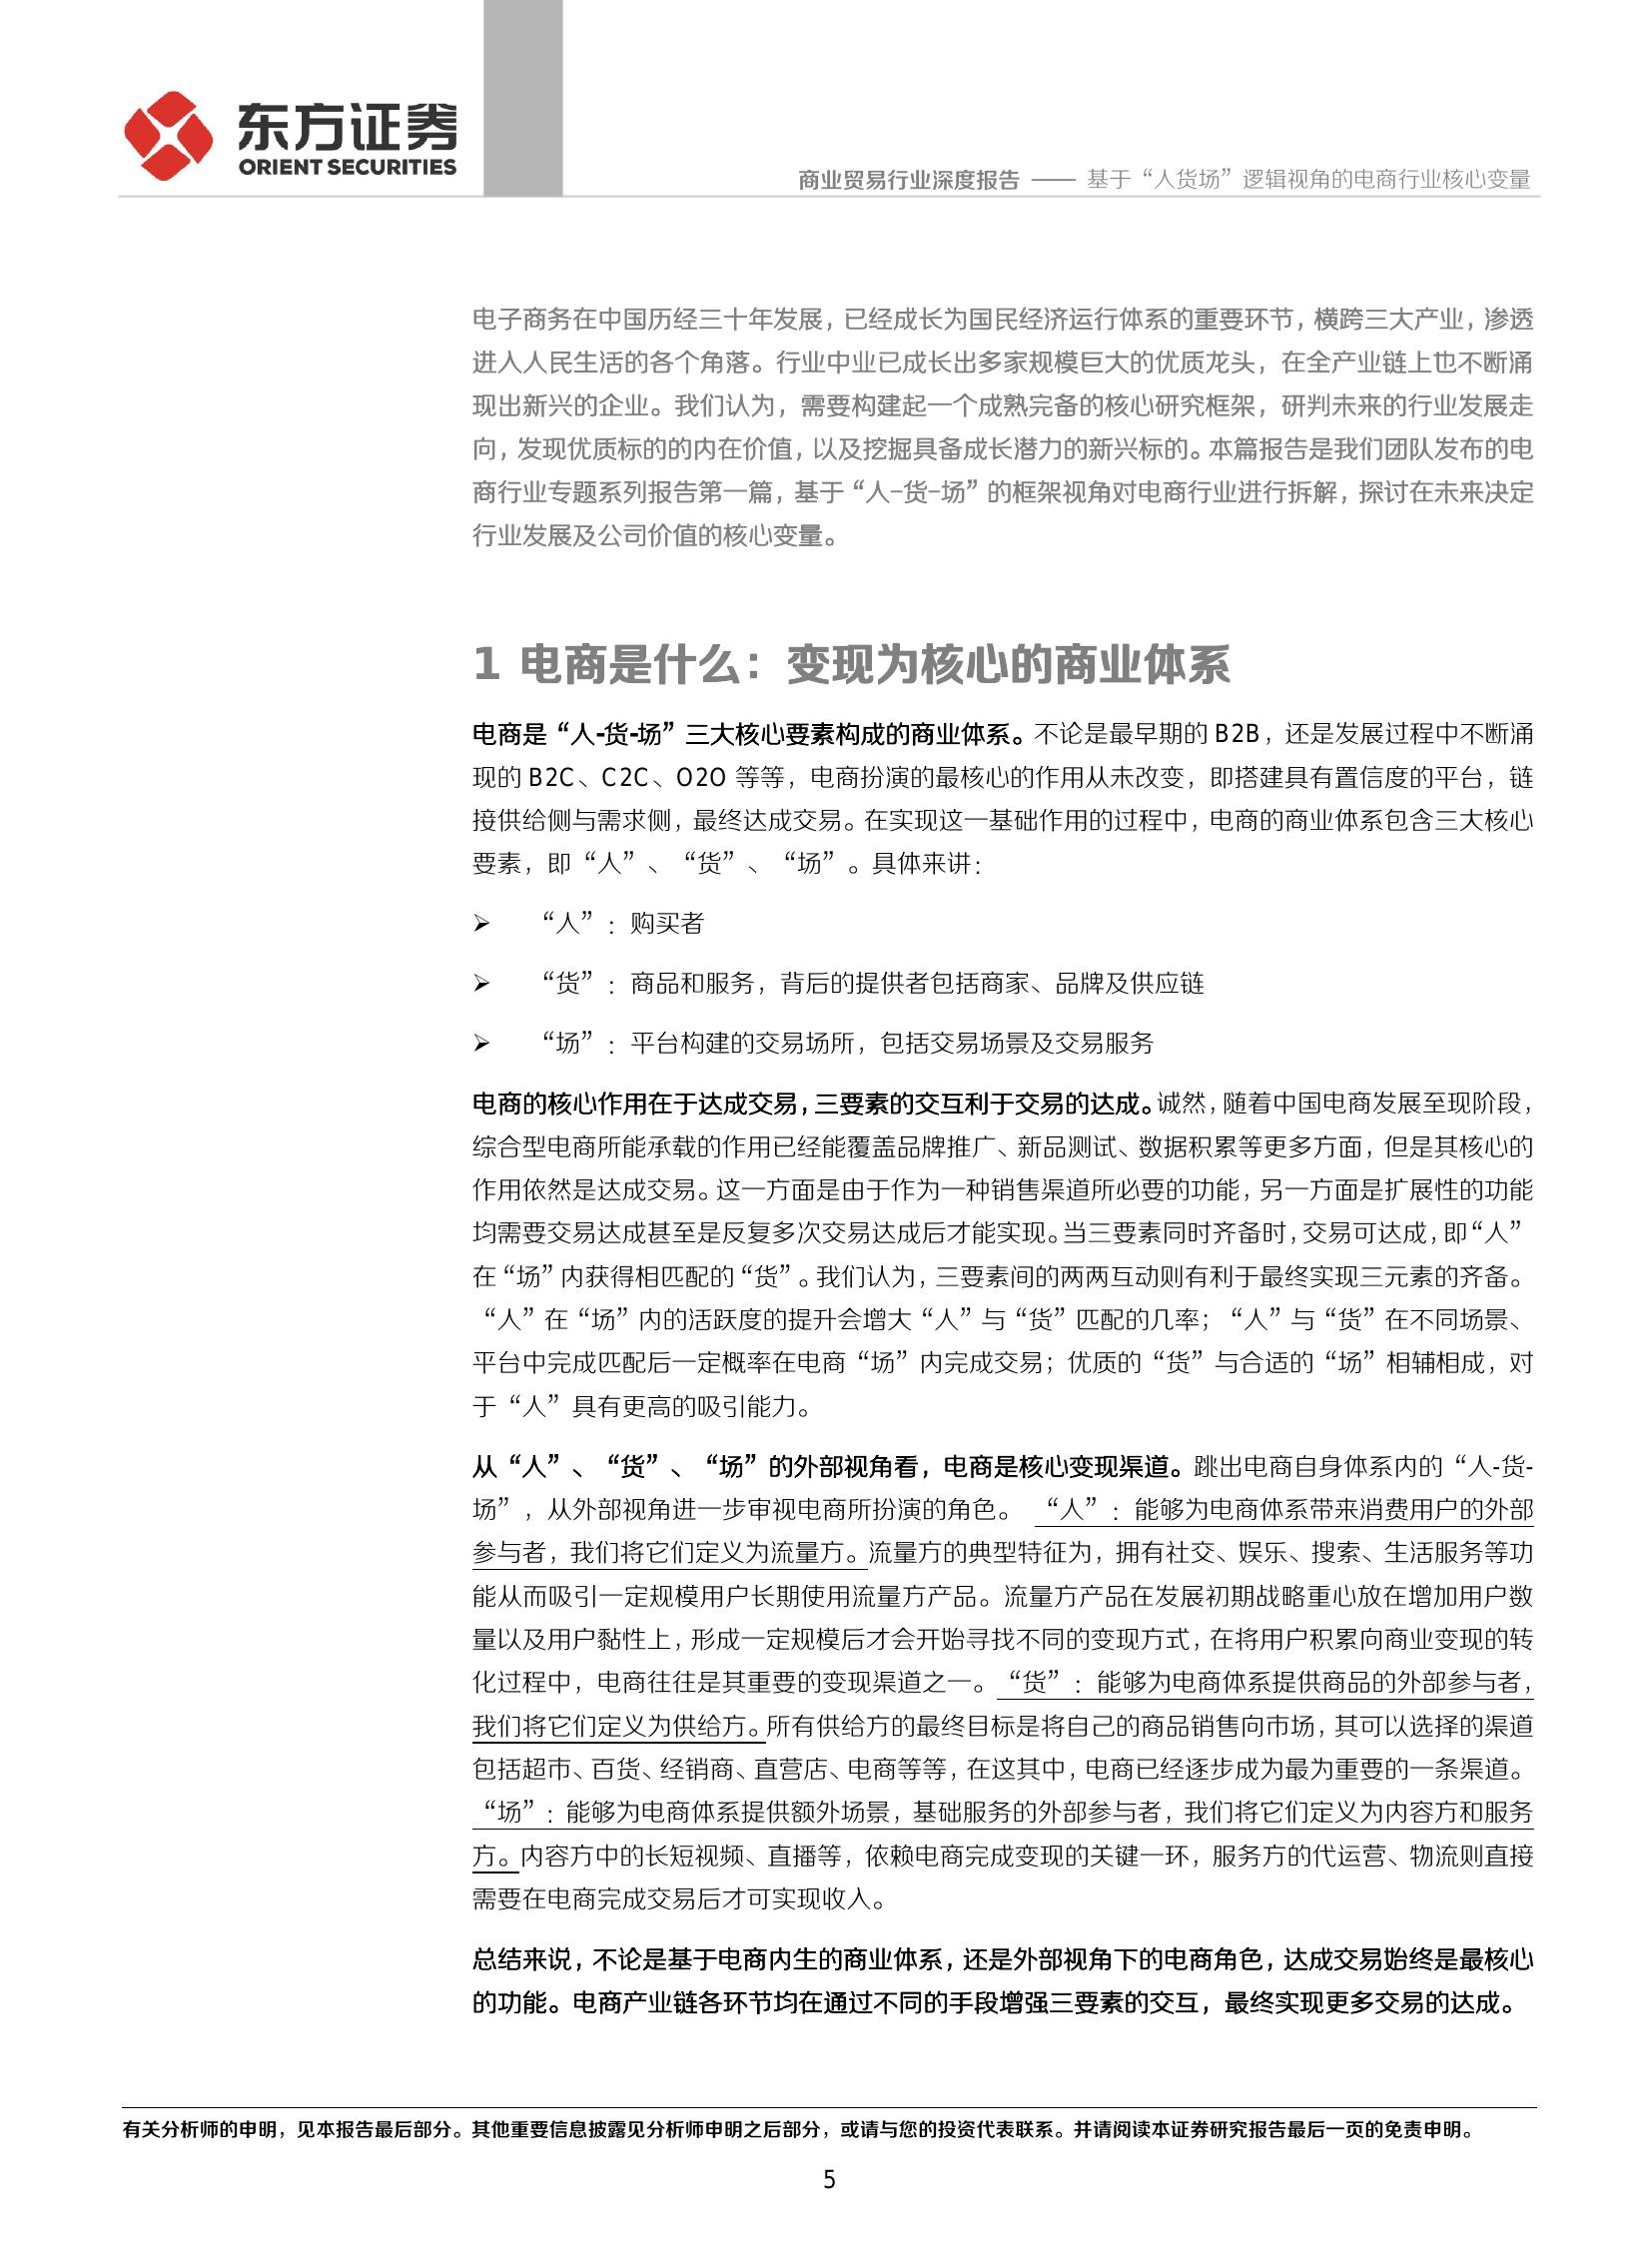 东方证券
ORIENT SECURITIES
商业贸易行业深度报告 —— 基于“人货场”逻辑视角的电商行业核心变量
电子商务在中国历经三十年发展，已经成长为国民经济运行体系的重要环节，横跨三大产业，渗透
进入人民生活的各个角落。行业中业已成长出多家规模巨大的优质龙头，在全产业链上也不断涌
现出新兴的企业。我们认为，需要构建起一个成熟完备的核心研究框架，研判未来的行业发展走
向，发现优质标的的内在价值，以及挖掘具备成长潜力的新兴标的。本篇报告是我们团队发布的电
商行业专题系列报告第一篇，基于“人–货–场”的框架视角对电商行业进行拆解，探讨在未来决定
行业发展及公司价值的核心变量。
1 电商是什么：变现为核心的商业体系
电商是“人-货-场”三大核心要素构成的商业体系。不论是最早期的 B2B，还是发展过程中不断涌
现的 B2C、C2C、O2O 等等，电商扮演的最核心的作用从未改变，即搭建具有置信度的平台，链
接供给侧与需求侧，最终达成交易。在实现这一基础作用的过程中，电商的商业体系包含三大核心
要素，即“人”、“货”、“场”。具体来讲：
➢ “人”：购买者
➢ “货”：商品和服务，背后的提供者包括商家、品牌及供应链
➢ “场”：平台构建的交易场所，包括交易场景及交易服务
电商的核心作用在于达成交易，三要素的交互利于交易的达成。诚然，随着中国电商发展至现阶段，
综合型电商所能承载的作用已经能覆盖品牌推广、新品测试、数据积累等更多方面，但是其核心的
作用依然是达成交易。这一方面是由于作为一种销售渠道所必要的功能，另一方面是扩展性的功能
均需要交易达成甚至是反复多次交易达成后才能实现。当三要素同时齐备时，交易可达成，即“人”
在“场”内获得相匹配的“货”。我们认为，三要素间的两两互动则有利于最终实现三元素的齐备。
“人”在“场”内的活跃度的提升会增大“人”与“货”匹配的几率；“人”与“货”在不同场景、
平台中完成匹配后一定概率在电商“场”内完成交易；优质的“货”与合适的“场”相辅相成，对
于“人”具有更高的吸引能力。
从“人”、“货”、“场”的外部视角看，电商是核心变现渠道。跳出电商自身体系内的“人-货-
场”，从外部视角进一步审视电商所扮演的角色。 “人”：能够为电商体系带来消费用户的外部
参与者，我们将它们定义为流量方。流量方的典型特征为，拥有社交、娱乐、搜索、生活服务等功
能从而吸引一定规模用户长期使用流量方产品。流量方产品在发展初期战略重心放在增加用户数
量以及用户黏性上，形成一定规模后才会开始寻找不同的变现方式，在将用户积累向商业变现的转
化过程中，电商往往是其重要的变现渠道之一。“货”：能够为电商体系提供商品的外部参与者，
我们将它们定义为供给方。所有供给方的最终目标是将自己的商品销售向市场，其可以选择的渠道
包括超市、百货、经销商、直营店、电商等等，在这其中，电商已经逐步成为最为重要的一条渠道。
“场”：能够为电商体系提供额外场景，基础服务的外部参与者，我们将它们定义为内容方和服务
方。内容方中的长短视频、直播等，依赖电商完成变现的关键一环，服务方的代运营、物流则直接
需要在电商完成交易后才可实现收入。
总结来说，不论是基于电商内生的商业体系，还是外部视角下的电商角色，达成交易始终是最核心
的功能。电商产业链各环节均在通过不同的手段增强三要素的交互，最终实现更多交易的达成。
有关分析师的申明，见本报告最后部分。其他重要信息披露见分析师申明之后部分，或请与您的投资代表联系。并请阅读本证券研究报告最后一页的免责申明。
5